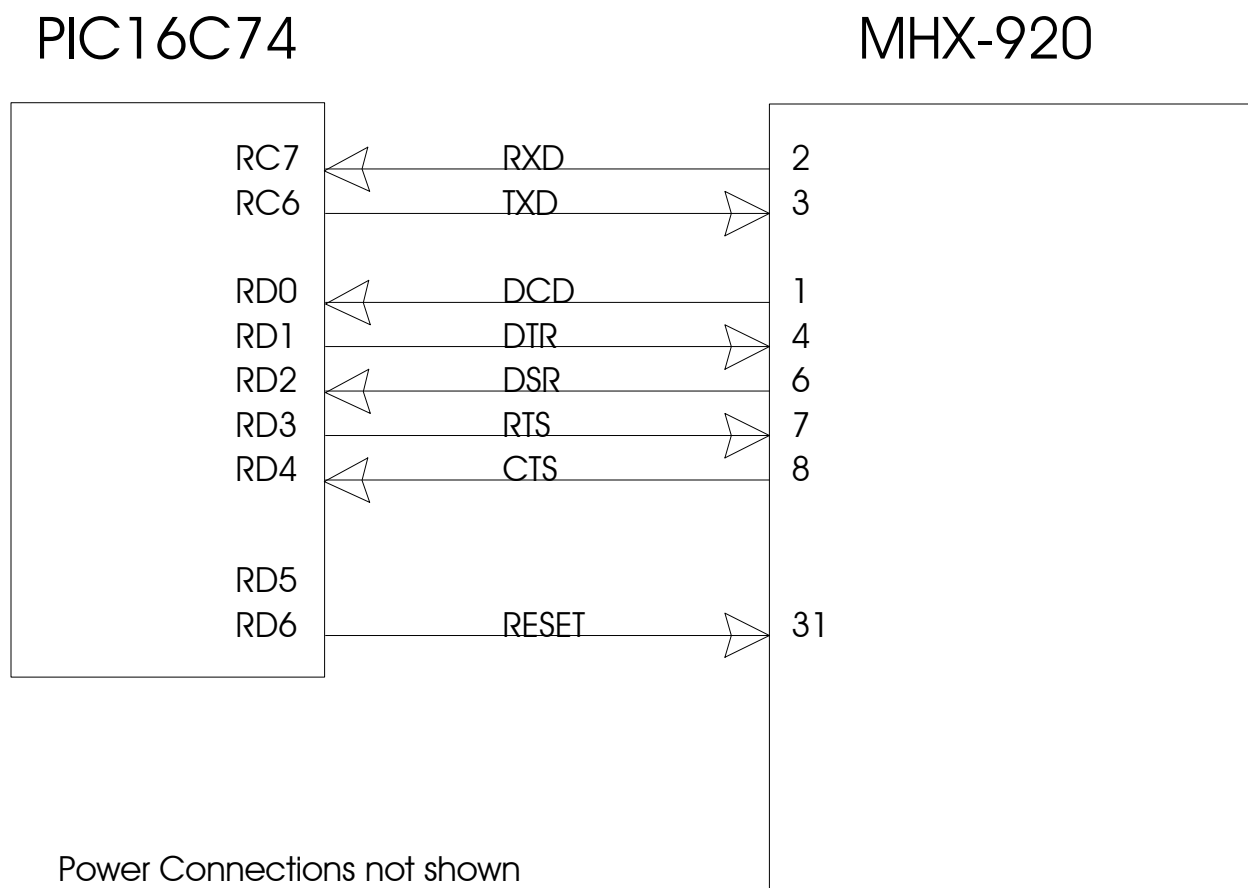 PIC16C74 MHX-920
RC7 RXD 2
RC6 TXD 3
RD0 DCD 1
RD1 DTR 4
RD2 DSR 6
RD3 RTS 7
RD4 CTS 8
RD5
RD6 RESET 31
Power Connections not shown